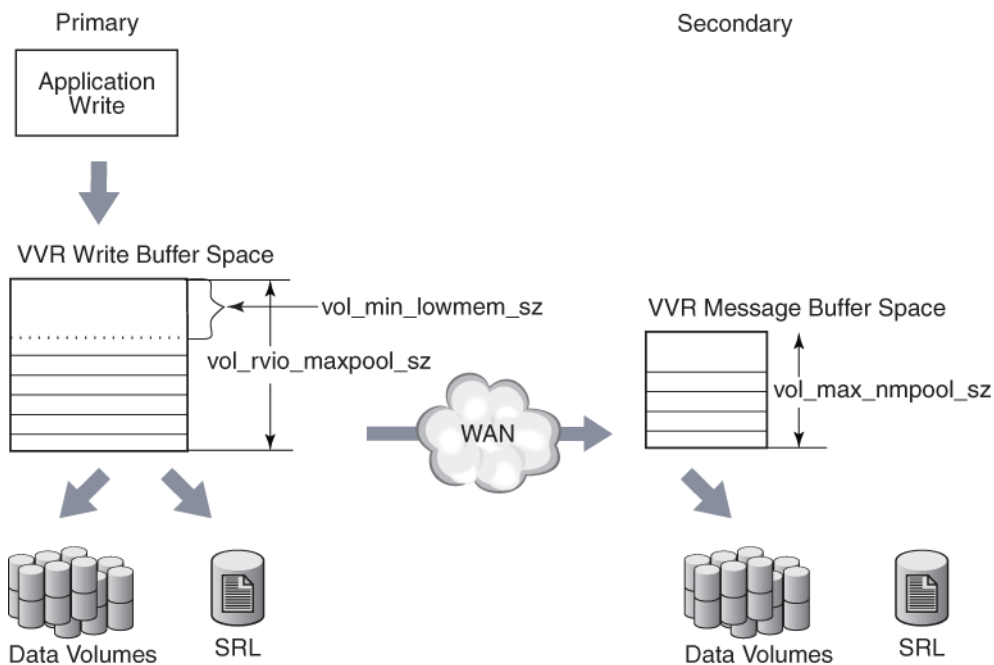 Primary
Secondary
Application
Write
VVR Write Buffer Space
vol_min_lowmem_sz
vol_rvio_maxpool_sz
VVR Message Buffer Space
vol_max_nmpool_sz
WAN
Data Volumes
SRL
Data Volumes
SRL